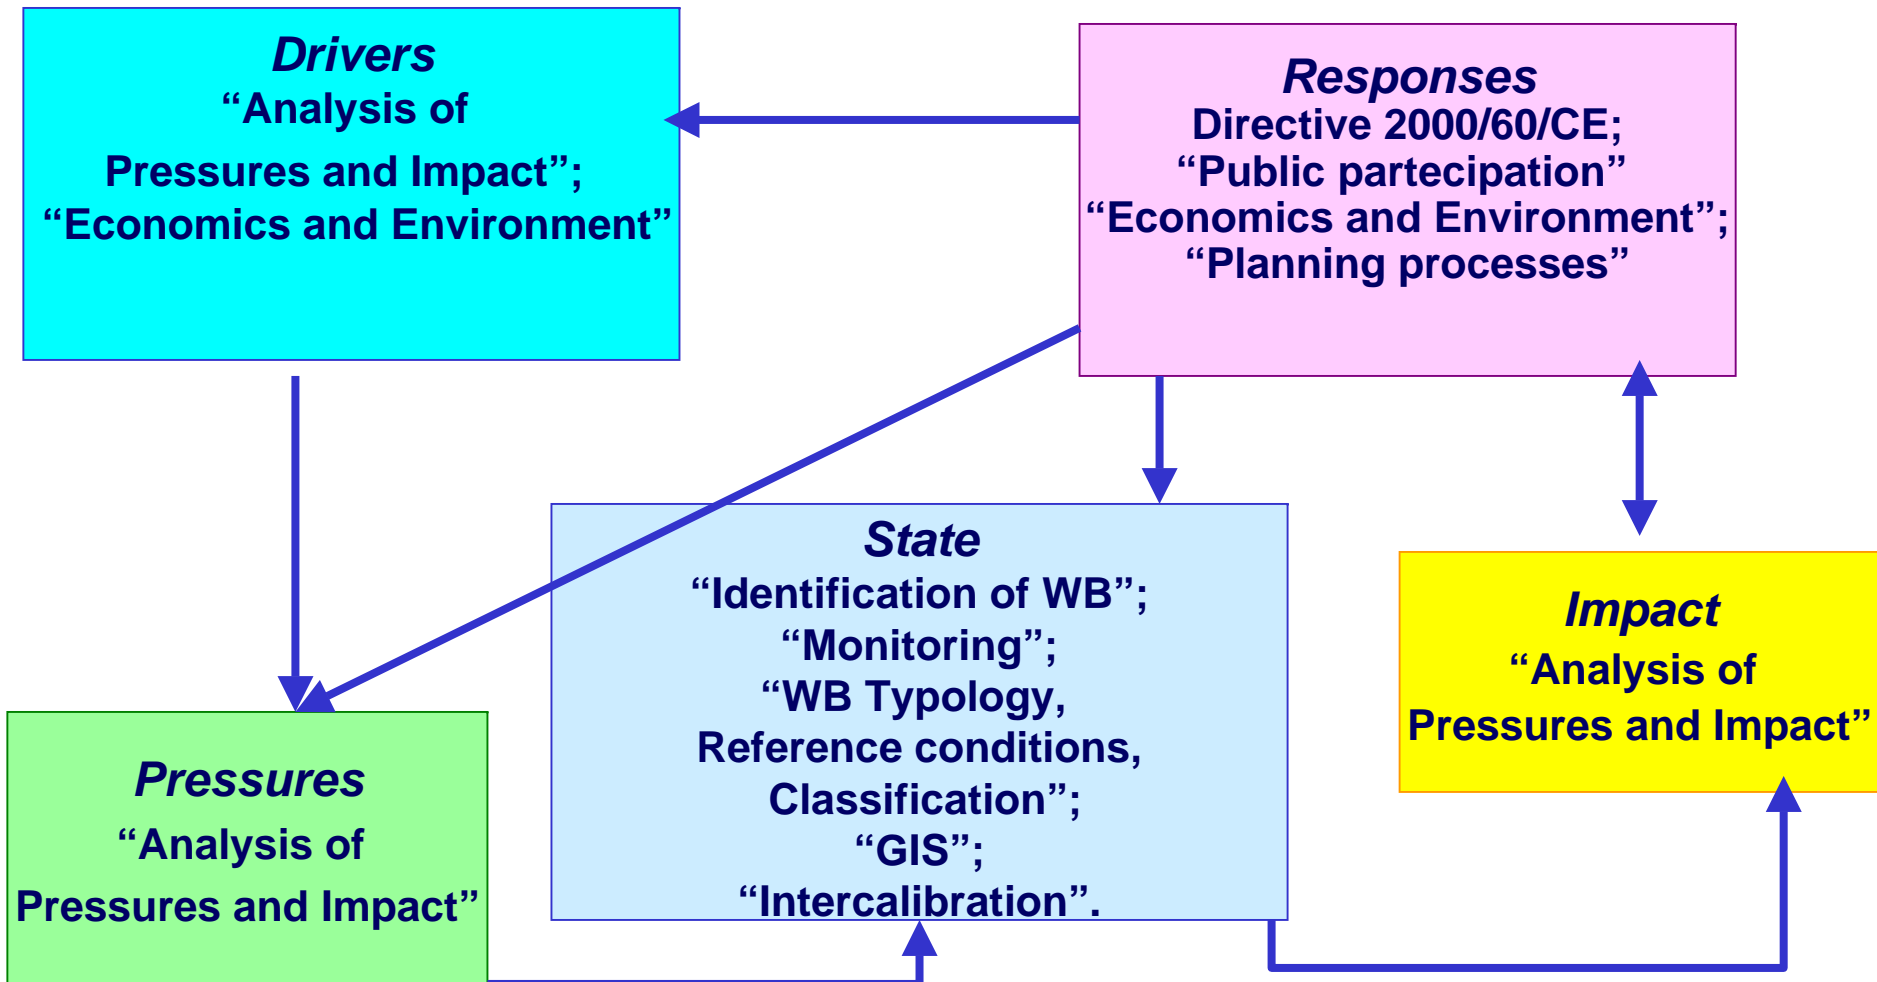 Drivers
“Analysis of
Pressures and Impact”;
“Economics and Environment”
Responses
Directive 2000/60/CE;
“Public partecipation”
“Economics and Environment”;
“Planning processes”
State
“Identification of WB”;
“Monitoring”;
“WB Typology,
Reference conditions,
Classification”;
“GIS”;
“Intercalibration”.
Impact
“Analysis of
Pressures and Impact”
Pressures
“Analysis of
Pressures and Impact”